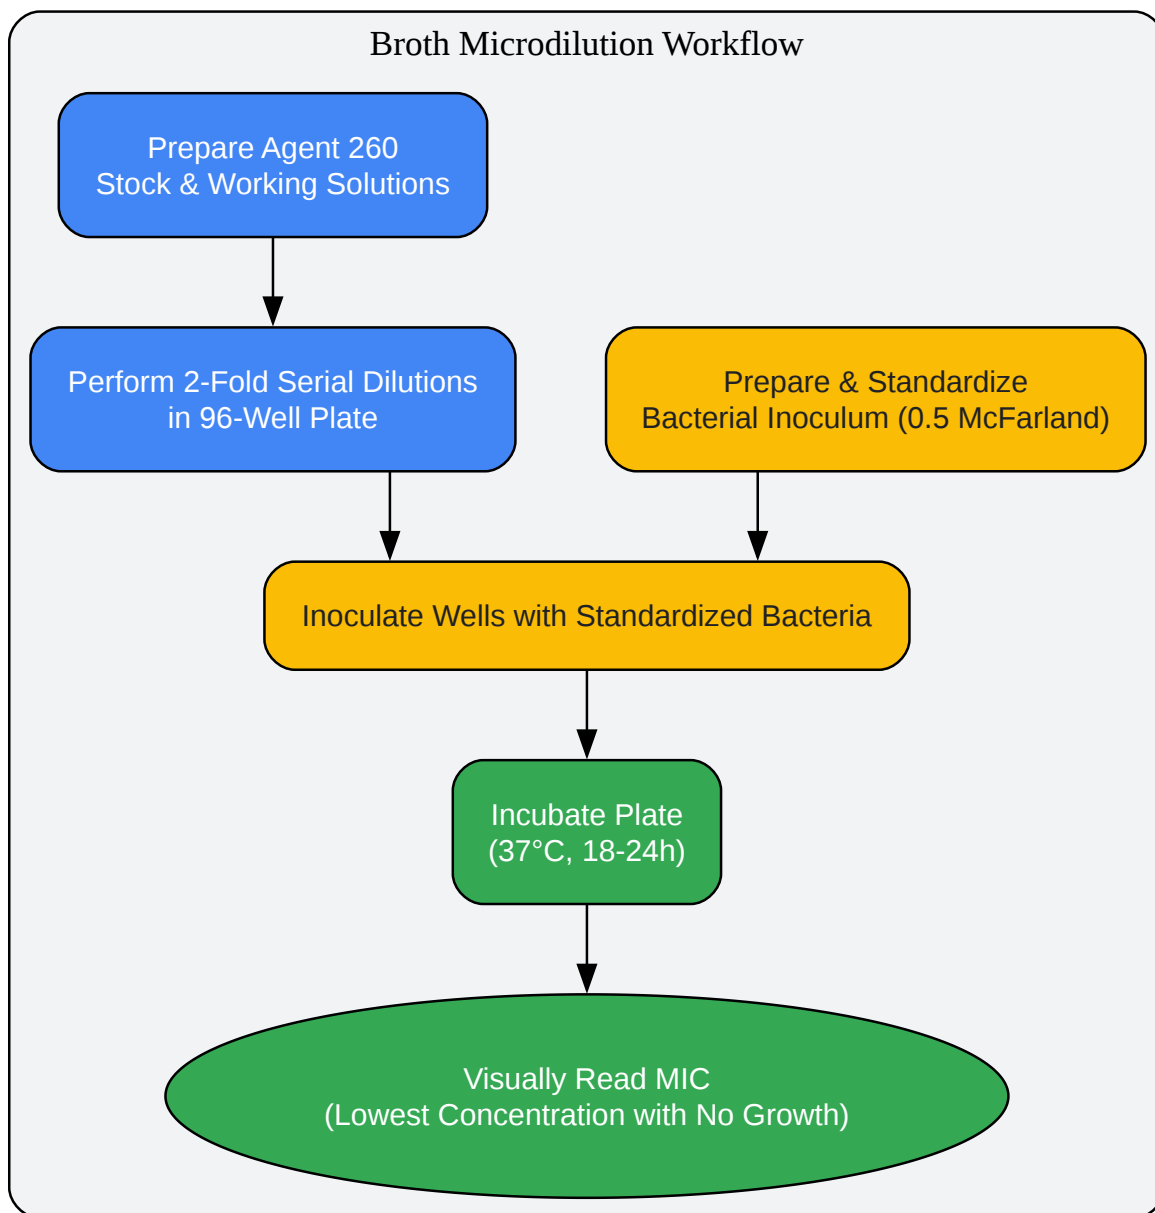 Broth Microdilution Workflow
Prepare Agent 260
Stock & Working Solutions
Perform 2-Fold Serial Dilutions
in 96-Well Plate
Prepare & Standardize
Bacterial Inoculum (0.5 McFarland)
Inoculate Wells with Standardized Bacteria
Incubate Plate
(37°C, 18-24h)
Visually Read MIC
(Lowest Concentration with No Growth)